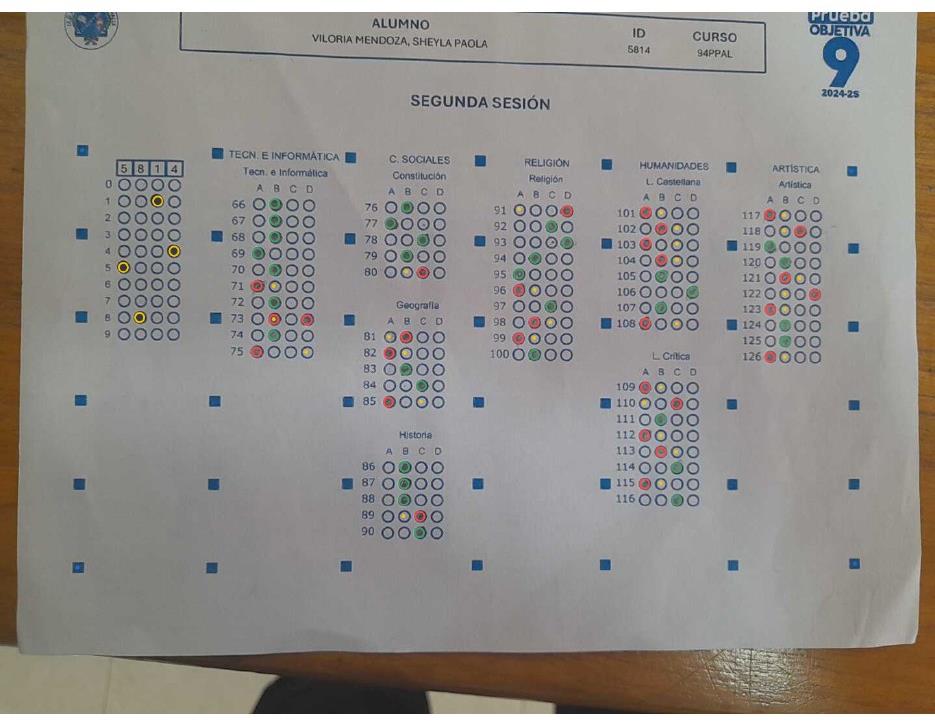 ALUMNO
VILORIA MENDOZA, SHEYLA PAOLA
ID
5814
CURSO
94PPAL
Prueba
OBJETIVA
9
2024-2S
SEGUNDA SESIÓN
5 8 1 4
0
1
2
3
4
5
6
7
8
9
TECN. E INFORMÀTICA
Tecn. e Informàtica
A B C D
66
67
68
69
70
71
72
73
74
75
C. SOCIALES
Constitución
A B C D
76
77
78
79
80
Geografía
A B C D
81
82
83
84
85
Historia
A B C D
86
87
88
89
90
RELIGIÓN
Religión
A B C D
91
92
93
94
95
96
97
98
99
100
HUMANIDADES
L. Castellana
A B C D
101
102
103
104
105
106
107
108
L. Crítica
A B C D
109
110
111
112
113
114
115
116
ARTÍSTICA
Artística
A B C D
117
118
119
120
121
122
123
124
125
126